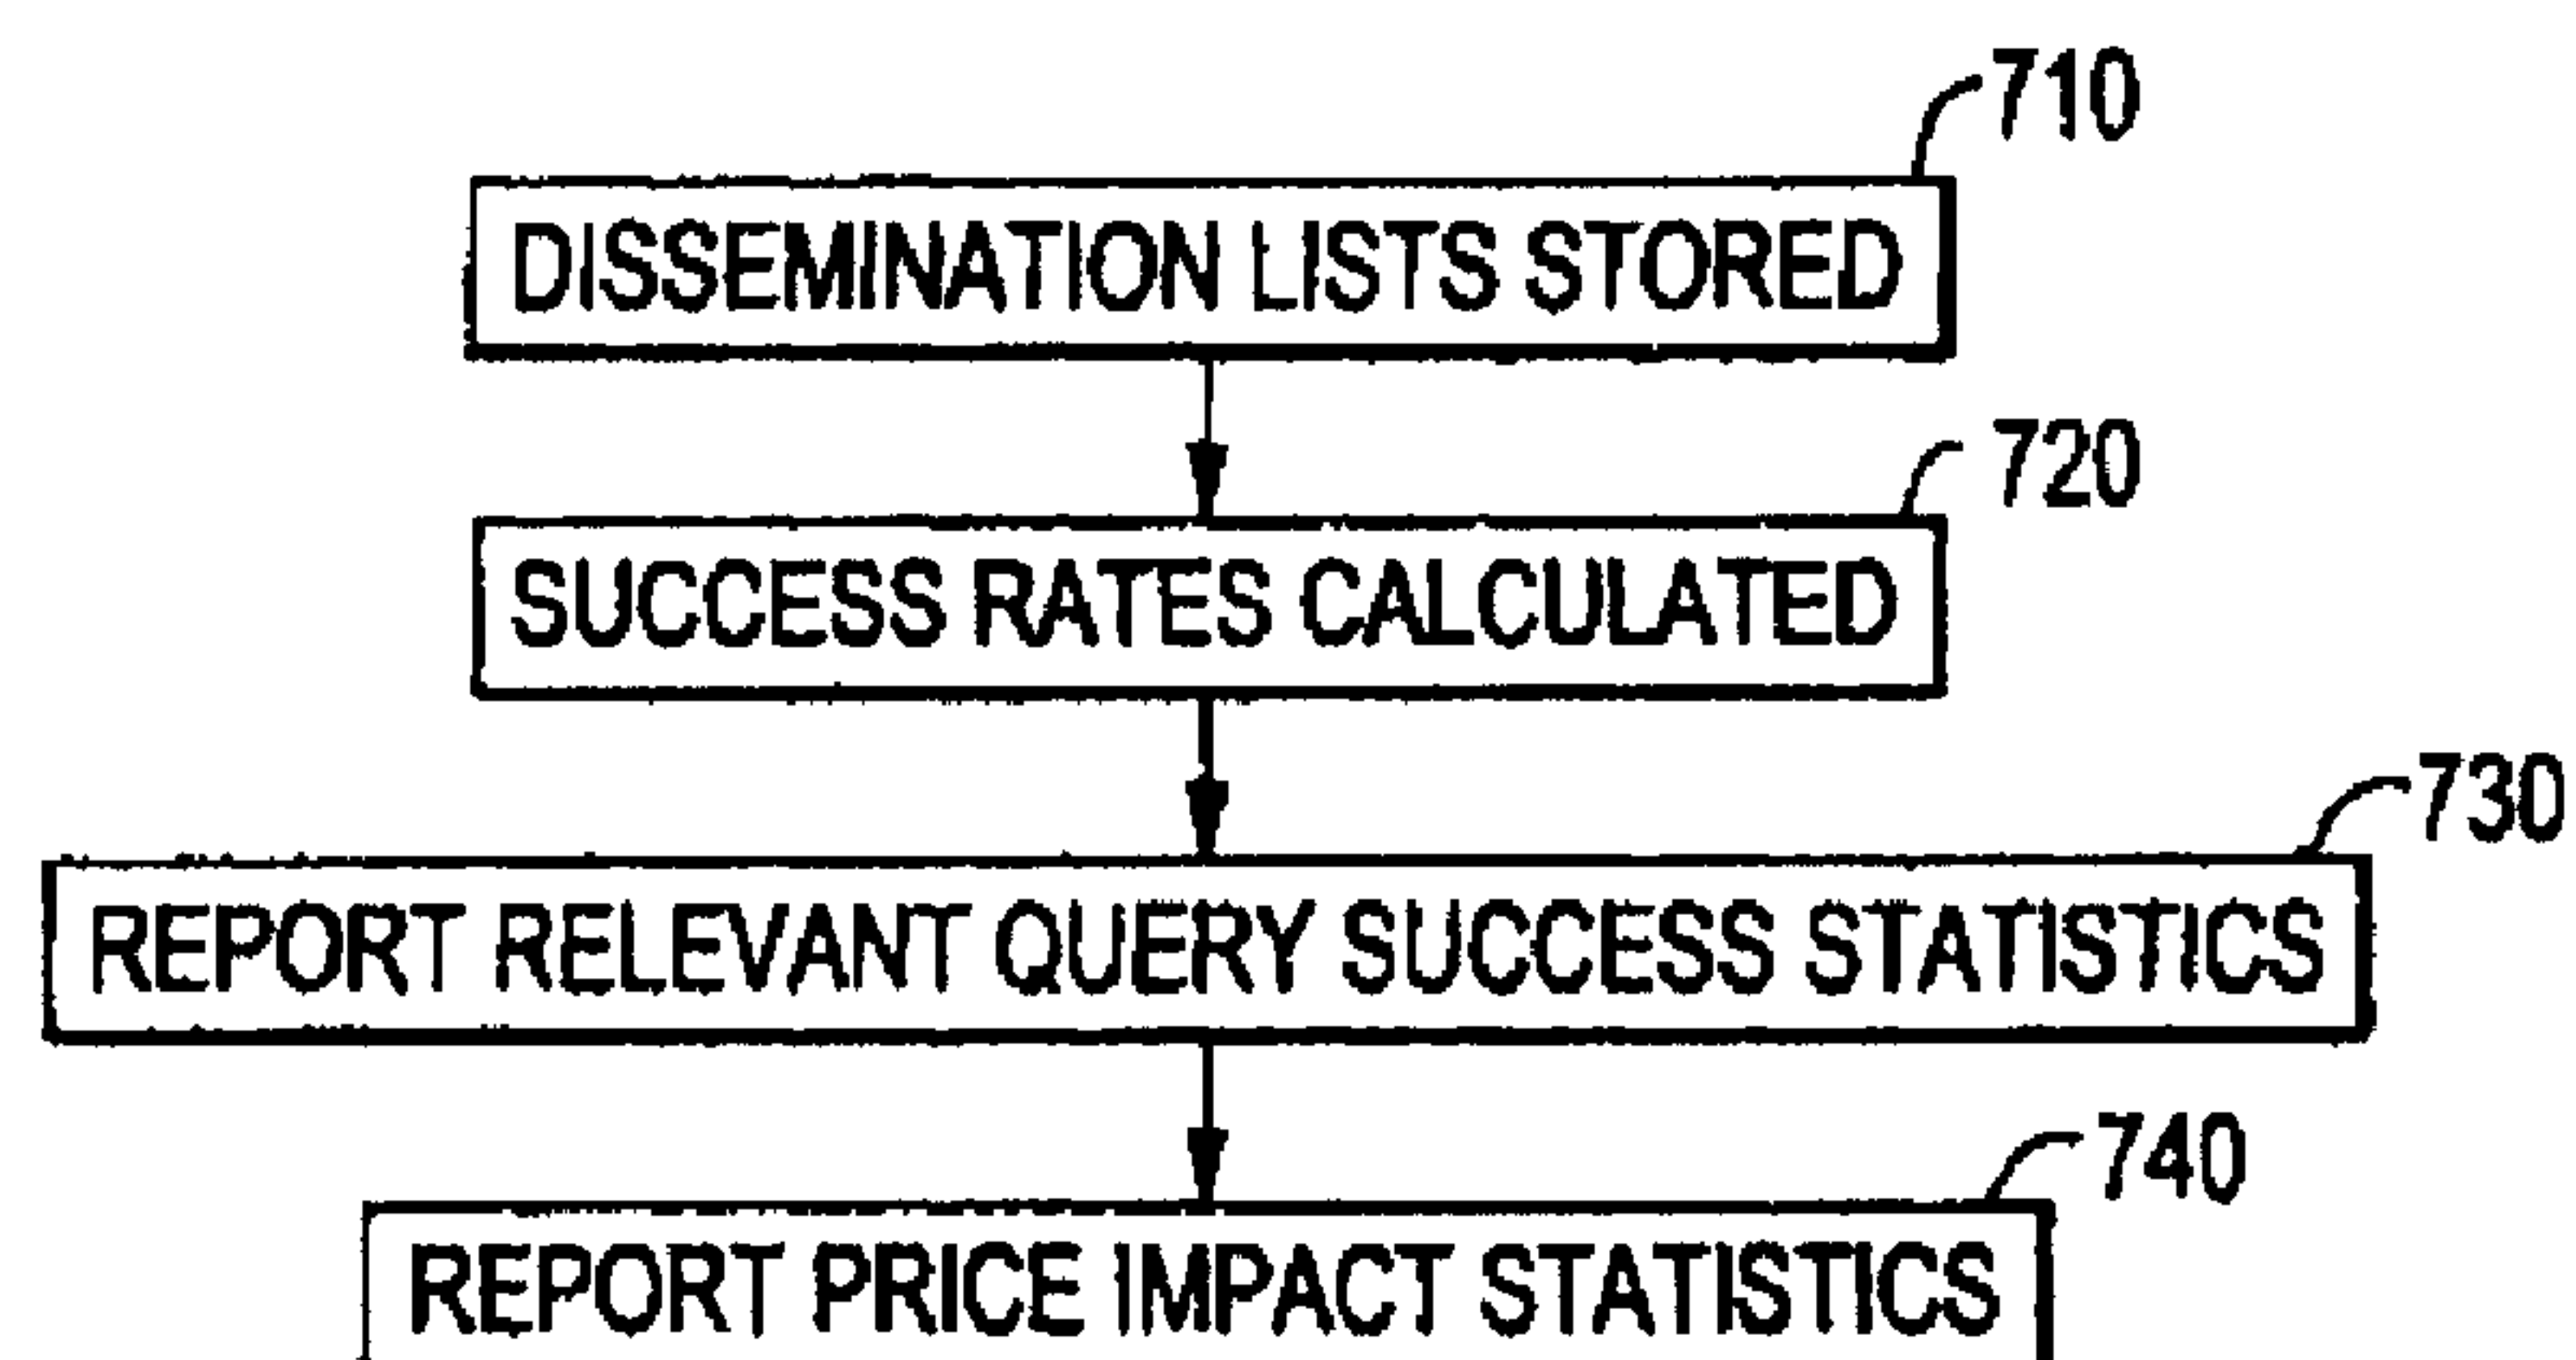 710
DISSEMINATION LISTS STORED
720
SUCCESS RATES CALCULATED
730
REPORT RELEVANT QUERY SUCCESS STATISTICS
740
REPORT PRICE IMPACT STATISTICS